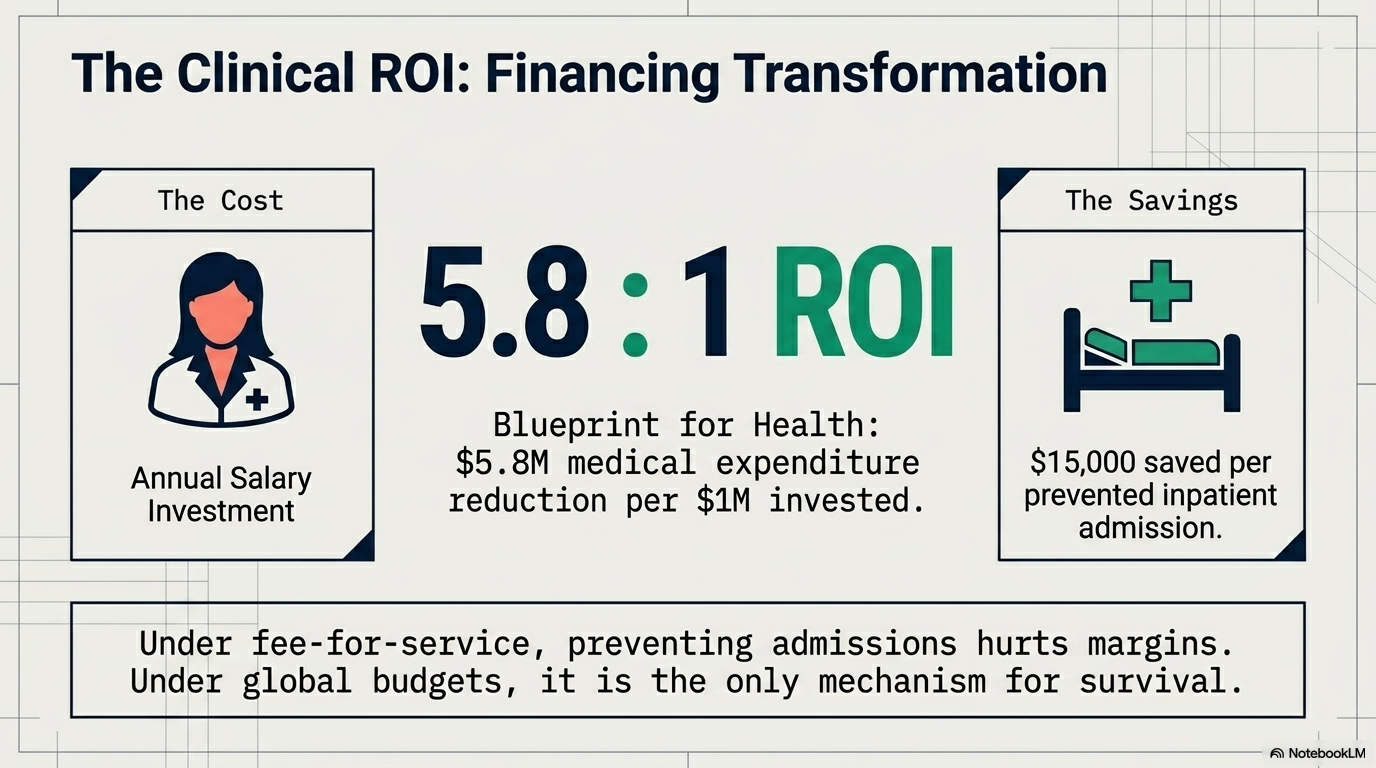 The Clinical ROI: Financing Transformation
The Cost
Annual Salary
Investment
5.8 : 1 ROI
Blueprint for Health:
$5.8M medical expenditure
reduction per $1M invested.
The Savings
$15,000 saved per
prevented inpatient
admission.
Under fee-for-service, preventing admissions hurts margins.
Under global budgets, it is the only mechanism for survival.
NotebookLM